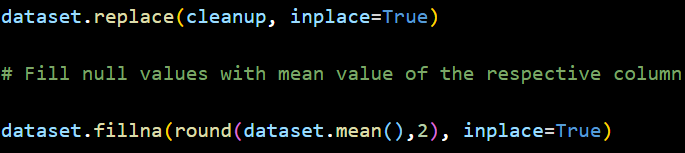 dataset.replace(cleanup, inplace=True)
# Fill null values with mean value of the respective column
dataset.fillna(round(dataset.mean(),2), inplace=True)